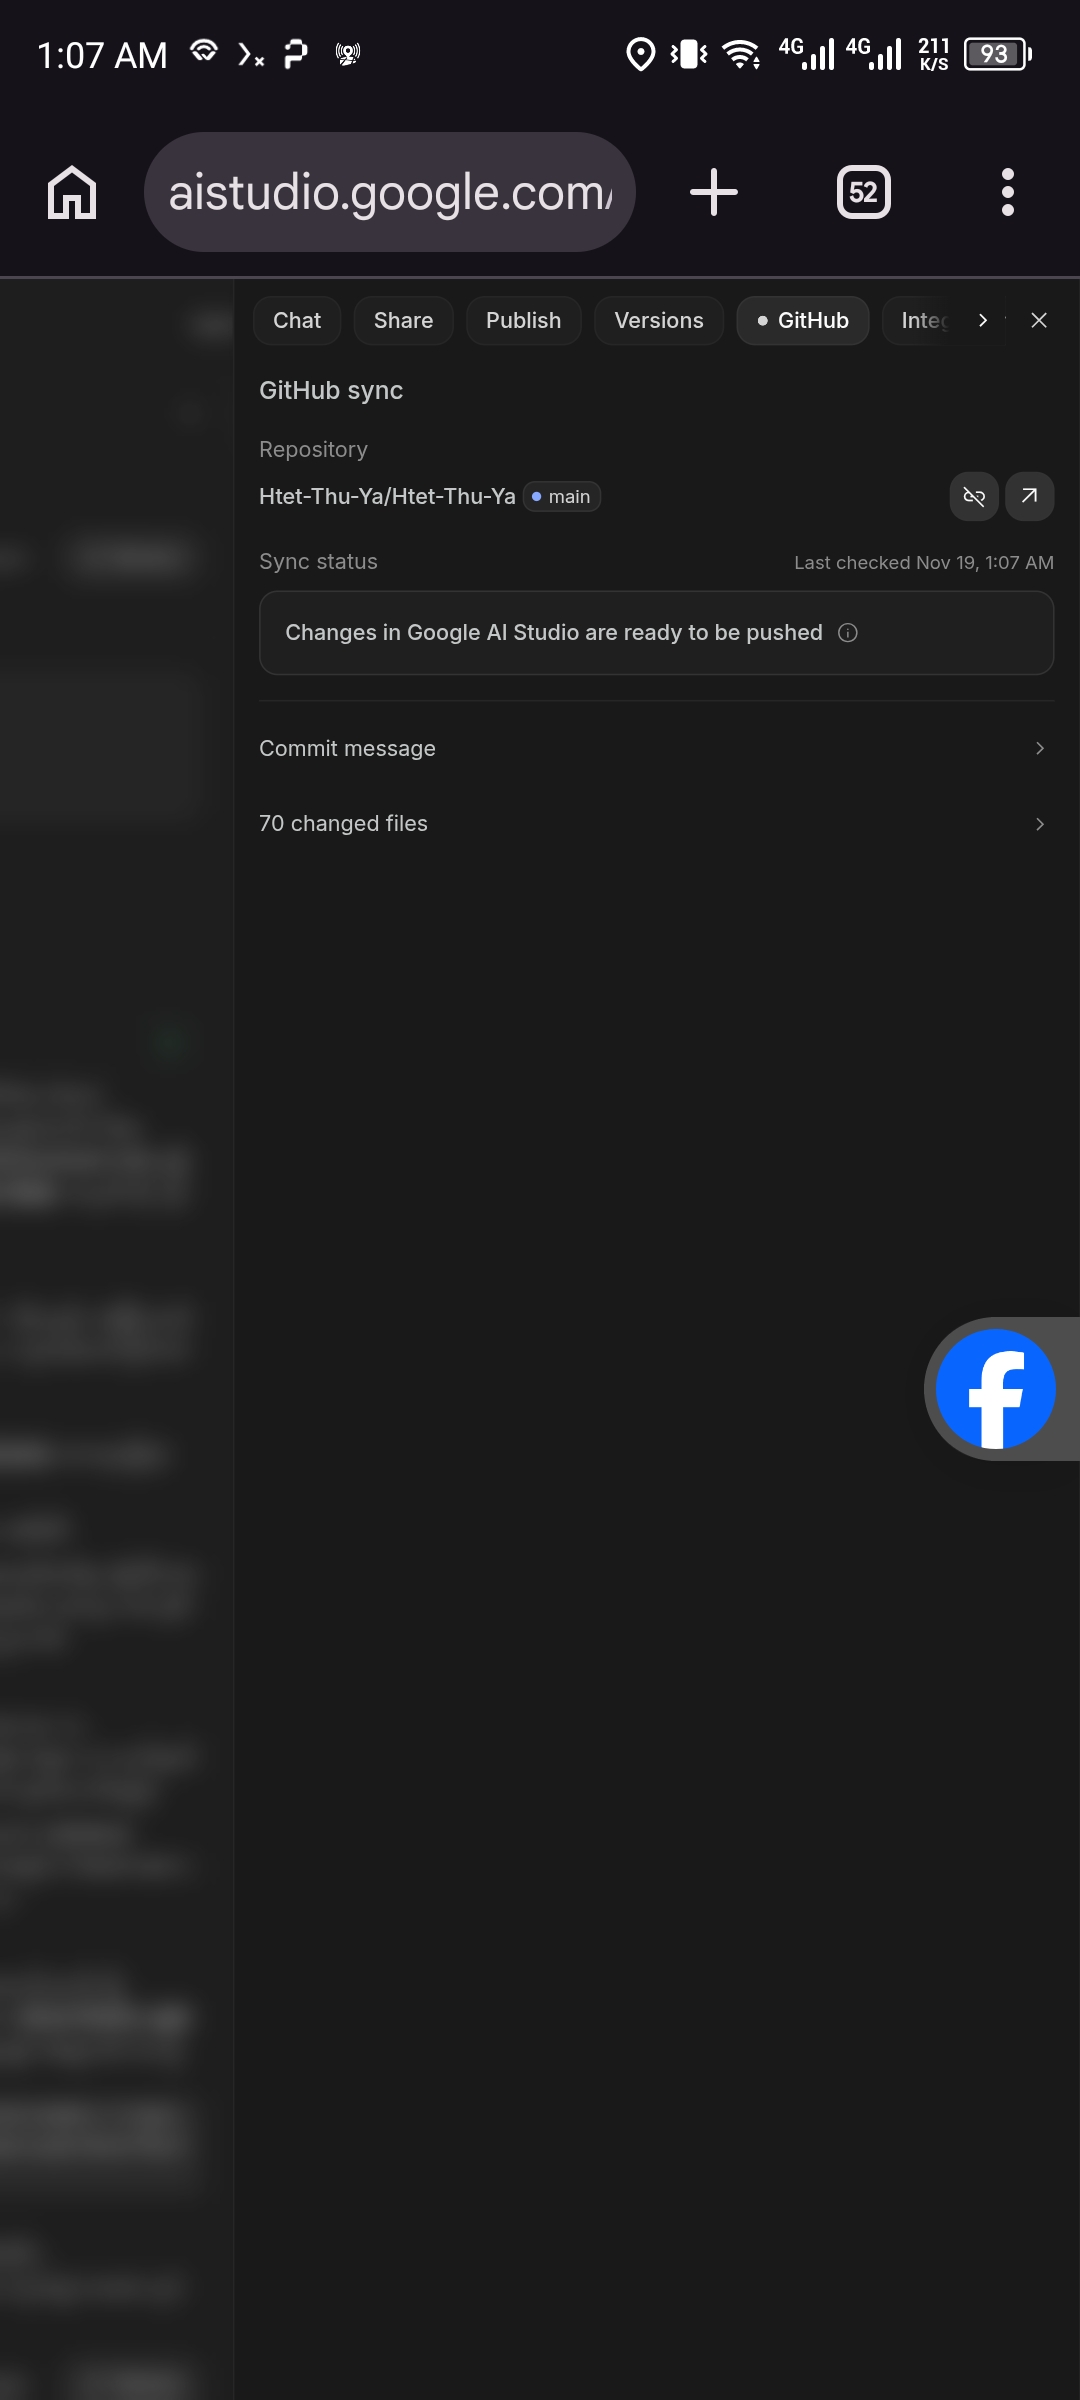 1:07 AM
4G 4G 211 K/S 93
aistudio.google.com/
52
Chat Share Publish Versions GitHub Integ
GitHub sync
Repository
Htet-Thu-Ya/Htet-Thu-Ya main
Sync status Last checked Nov 19, 1:07 AM
Changes in Google AI Studio are ready to be pushed
Commit message
70 changed files